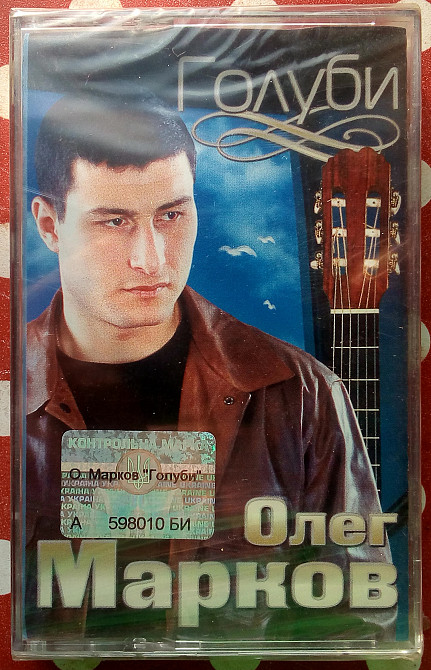 Голуби
КОНТРОЛЬНА МАРКА
О. Марков "Голуби"
А 598010 БИ
Олег
Марков